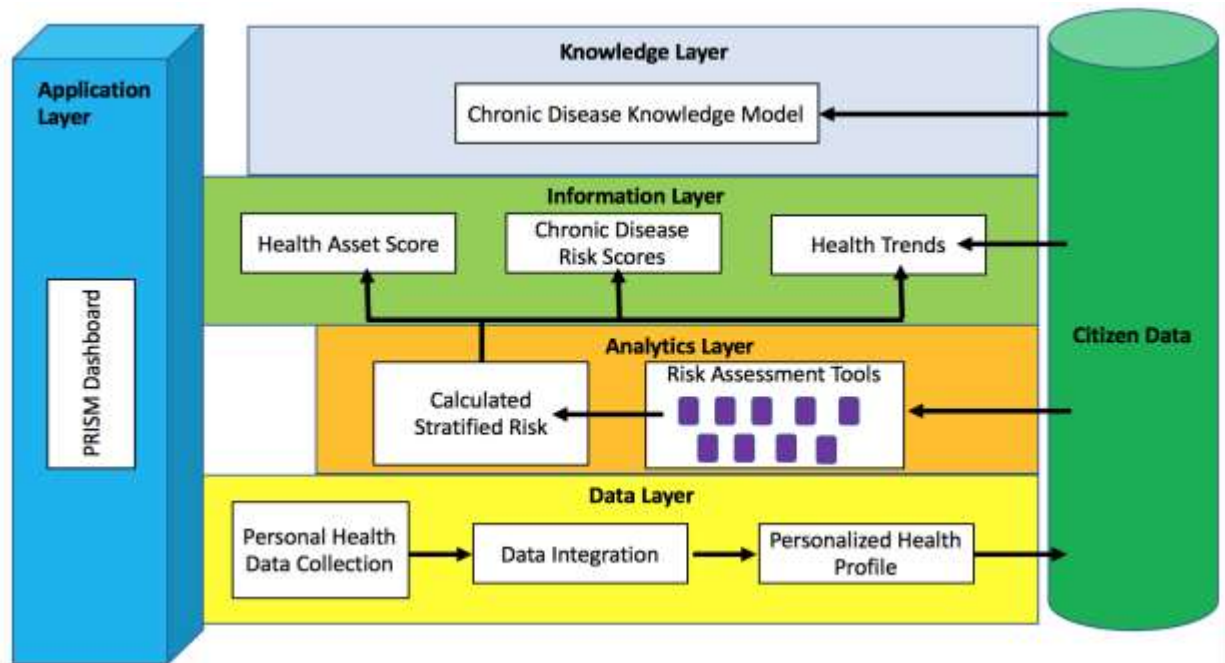 Application
Layer
PRISM Dashboard
Knowledge Layer
Chronic Disease Knowledge Model
Information Layer
Health Asset Score
Chronic Disease
Risk Scores
Health Trends
Analytics Layer
Calculated
Stratified Risk
Risk Assessment Tools
Data Layer
Personal Health
Data Collection
Data Integration
Personalized Health
Profile
Citizen Data